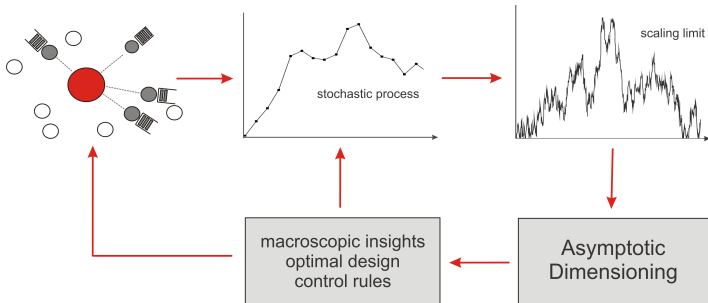 stochastic process
scaling limit
macroscopic insights
optimal design
control rules
Asymptotic
Dimensioning